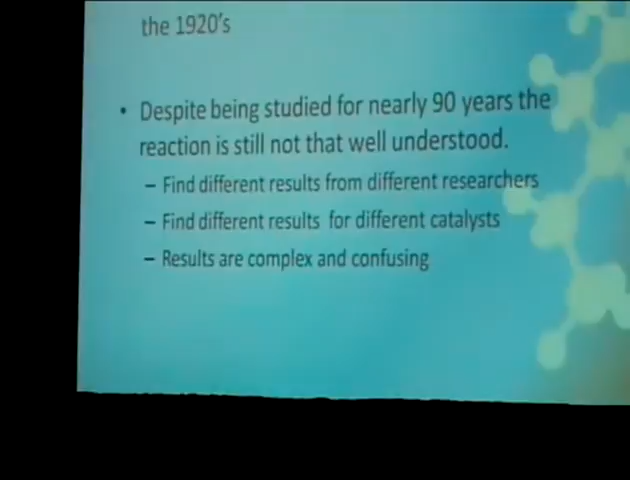 the 1920's
• Despite being studied for nearly 90 years the
reaction is still not that well understood.
– Find different results from different researchers
– Find different results for different catalysts
– Results are complex and confusing